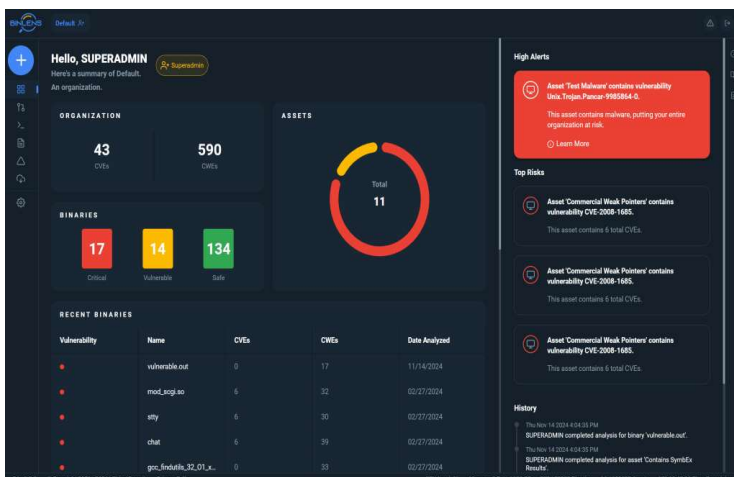 BINLENS
Default
Hello, SUPERADMIN
Superadmin
Here's a summary of Default.
An organization.
ORGANIZATION
43
CVEs
590
CWEs
ASSETS
Total
11
BINARIES
17
14
134
Critical
Vulnerable
Safe
RECENT BINARIES
Vulnerability Name CVEs CWEs Date Analyzed
vulnerable.out 0 17 11/14/2024
mod_scgi.so 6 32 02/27/2024
stty 6 30 02/27/2024
chat 6 39 02/27/2024
gcc_findutils_32_O1_x... 0 33 02/27/2024
High Alerts
Asset 'Test Malware' contains vulnerability
Unix.Trojan.Pancar-9985864-0.
This asset contains malware, putting your entire
organization at risk.
Learn More
Top Risks
Asset 'Commercial Weak Pointers' contains
vulnerability CVE-2008-1685.
This asset contains 6 total CVEs.
Asset 'Commercial Weak Pointers' contains
vulnerability CVE-2008-1685.
This asset contains 6 total CVEs.
Asset 'Commercial Weak Pointers' contains
vulnerability CVE-2008-1685.
This asset contains 6 total CVEs.
History
Thu Nov 14 2024 4:04:35 PM
SUPERADMIN completed analysis for binary 'vulnerable.out'.
Thu Nov 14 2024 4:04:35 PM
SUPERADMIN completed analysis for asset 'Contains SymbEx
Results'.